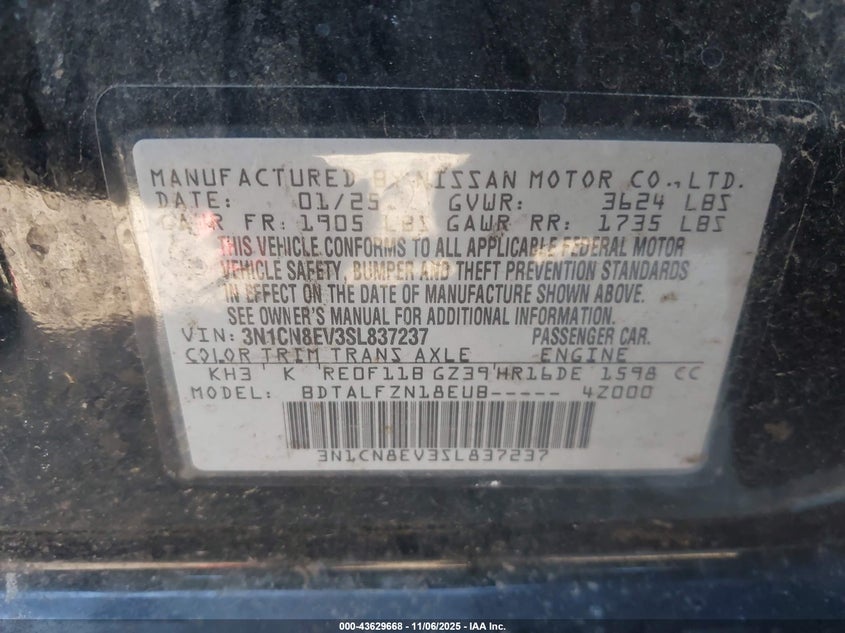 MANUFACTURED BY NISSAN MOTOR CO., LTD.
DATE: 01/25 GVWR: 3624 LBS
GAWR FR: 1905 LBS GAWR RR: 1735 LBS
THIS VEHICLE CONFORMS TO ALL APPLICABLE FEDERAL MOTOR
VEHICLE SAFETY, BUMPER AND THEFT PREVENTION STANDARDS
IN EFFECT ON THE DATE OF MANUFACTURE SHOWN ABOVE.
SEE OWNER'S MANUAL FOR ADDITIONAL INFORMATION.
VIN: 3N1CN8EV3SL837237 PASSENGER CAR.
COLOR TRIM TRANS AXLE ENGINE
KH3 K RE0F11B GZ39 HR16DE 1598 CC
MODEL: BDTALFZN18EUB----- 4Z000
3N1CN8EV3SL837237
000-43629668 - 11/06/2025 - IAA Inc.